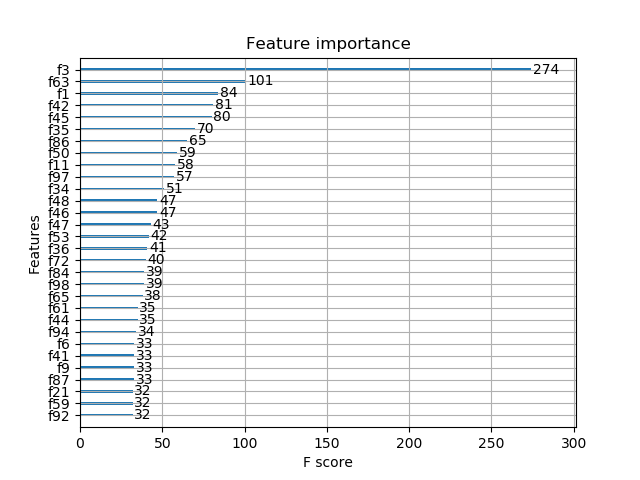 Feature importance
f3 274
f63 101
f1 84
f42 81
f45 80
f35 70
f86 65
f50 59
f11 58
f97 57
f34 51
f48 47
f46 47
f47 43
f53 42
f36 41
f72 40
f84 39
f98 39
f65 38
f61 35
f44 35
f94 34
f6 33
f41 33
f9 33
f87 33
f21 32
f59 32
f92 32
0 50 100 150 200 250 300
F score
Features